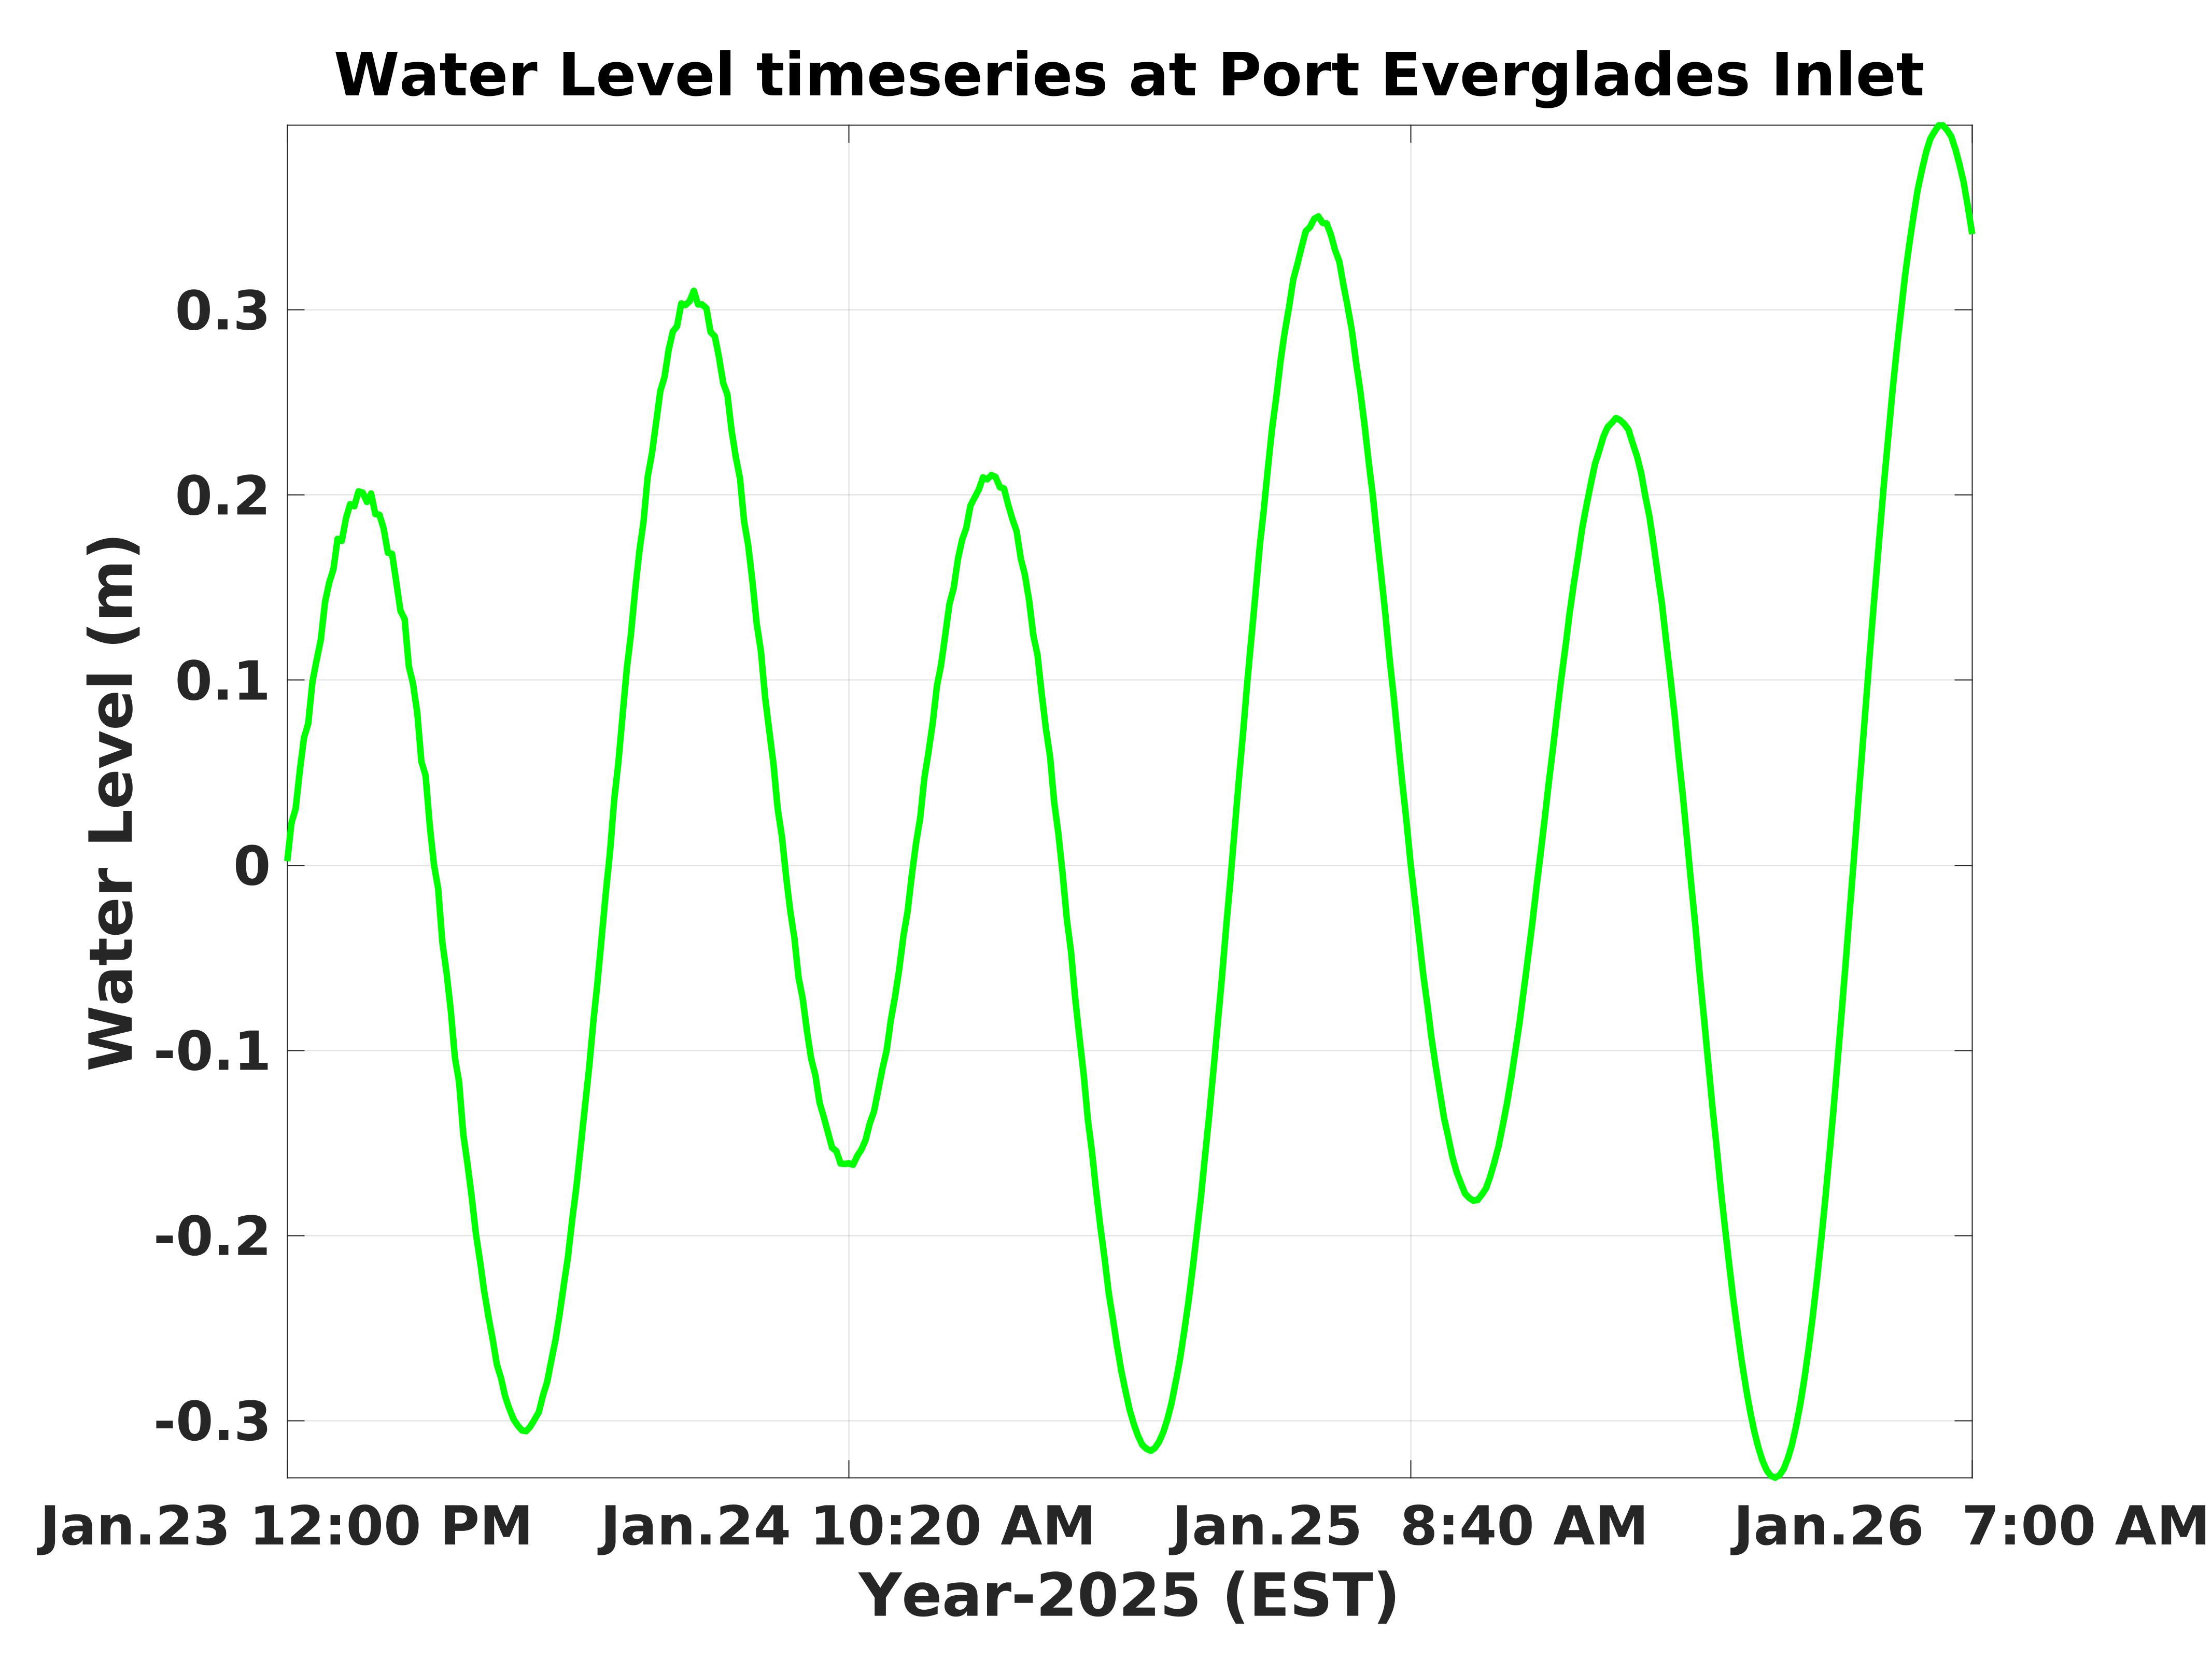 Water Level timeseries at Port Everglades Inlet
Water Level (m)
0.3
0.2
0.1
0
-0.1
-0.2
-0.3
Jan.23 12:00 PM Jan.24 10:20 AM Jan.25 8:40 AM Jan.26 7:00 AM
Year-2025 (EST)